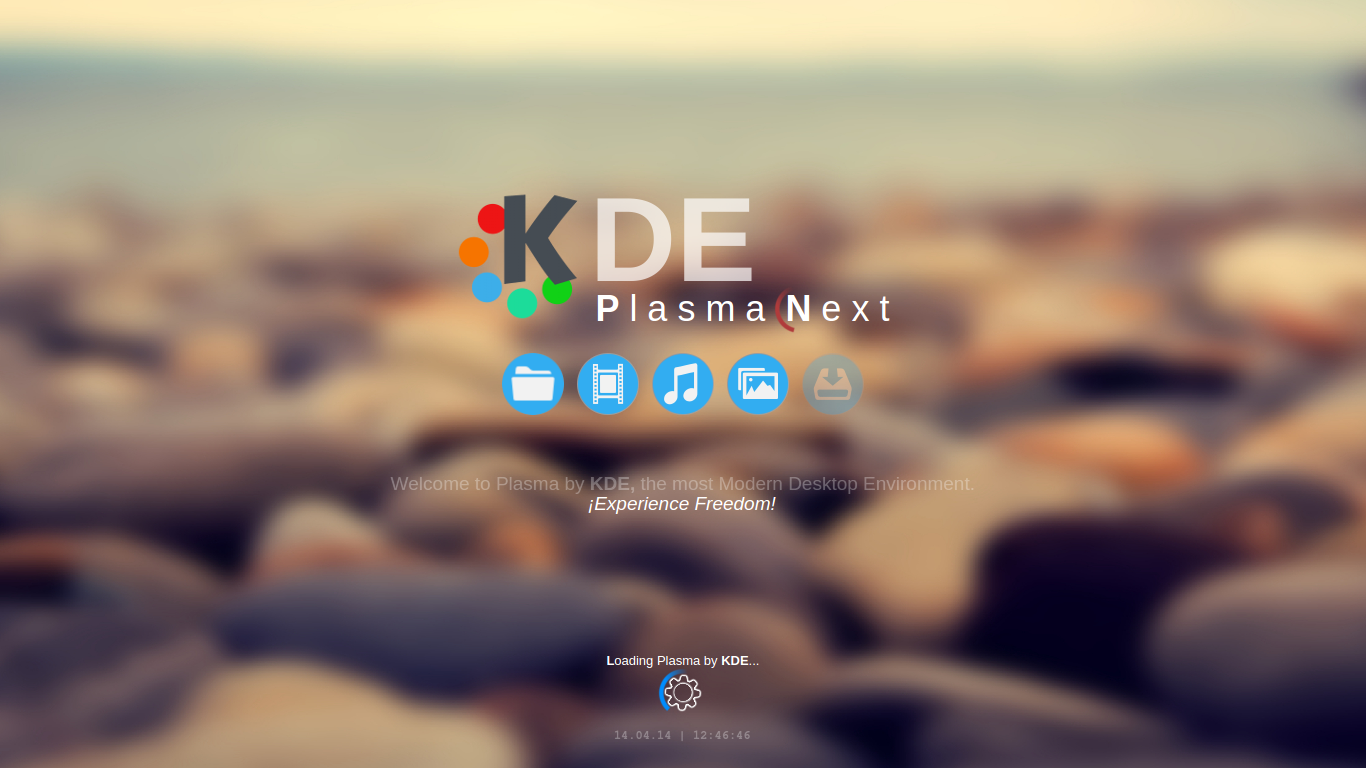 KDE
Plasma Next
Welcome to Plasma by KDE, the most Modern Desktop Environment.
¡Experience Freedom!
Loading Plasma by KDE...
14.04.14 | 12:46:46